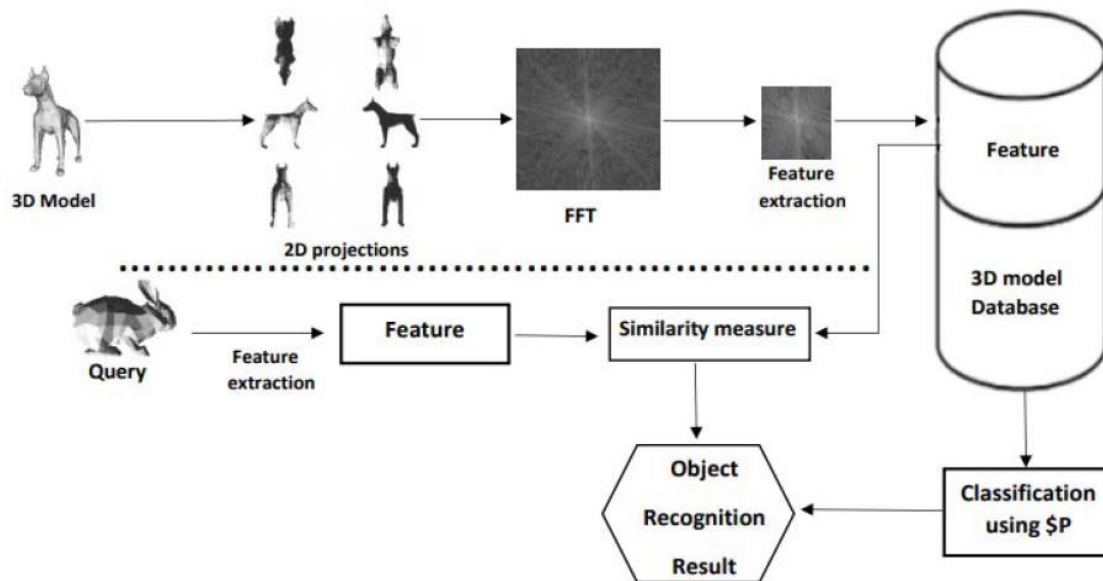 3D Model
2D projections
FFT
Feature
extraction
Feature
3D model
Database
Query
Feature
extraction
Feature
Similarity measure
Object
Recognition
Result
Classification
using $P